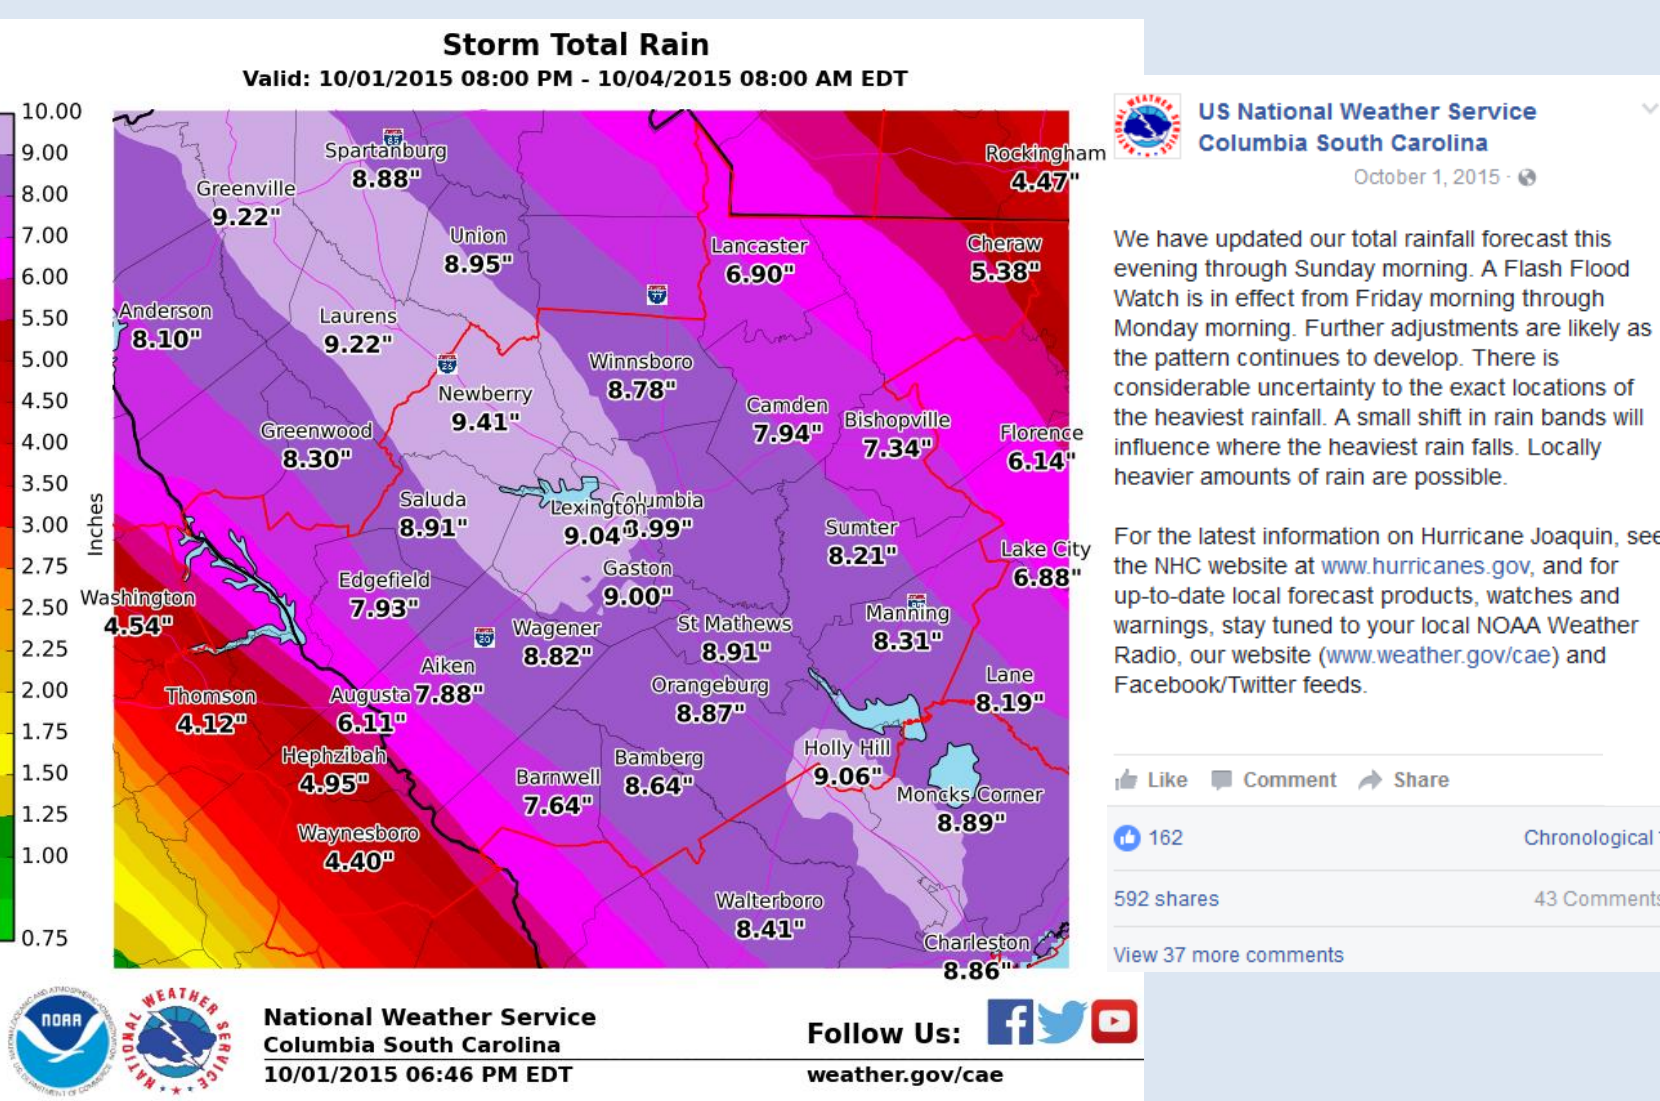 Storm Total Rain
Valid: 10/01/2015 08:00 PM - 10/04/2015 08:00 AM EDT
10.00
9.00
8.00
7.00
6.00
5.50
5.00
4.50
4.00
3.50
3.00
2.75
2.50
2.25
2.00
1.75
1.50
1.25
1.00
0.75
Inches
Spartanburg
8.88"
Greenville
9.22"
Union
8.95"
Rockingham
4.47"
Lancaster
6.90"
Cheraw
5.38"
77
Anderson
8.10"
Laurens
9.22"
26
Winnsboro
8.78"
Newberry
9.41"
Camden
7.94"
Bishopville
7.34"
Florence
6.14"
Greenwood
8.30"
Saluda
8.91"
Lexington
9.04"
Columbia
8.99"
Sumter
8.21"
Lake City
6.88"
Gaston
9.00"
Edgefield
7.93"
Washington
4.54"
20
Wagener
8.82"
St Mathews
8.91"
Manning
8.31"
Aiken
7.88"
Lane
8.19"
Thomson
4.12"
Augusta
6.11"
Orangeburg
8.87"
Hephzibah
4.95"
Barnwell
7.64"
Bamberg
8.64"
Holly Hill
9.06"
Moncks Corner
8.89"
Waynesboro
4.40"
Walterboro
8.41"
Charleston
8.86"
NOAA
NATIONAL WEATHER SERVICE
National Weather Service
Columbia South Carolina
10/01/2015 06:46 PM EDT
Follow Us:
weather.gov/cae
US National Weather Service
Columbia South Carolina
October 1, 2015 ·
We have updated our total rainfall forecast this
evening through Sunday morning. A Flash Flood
Watch is in effect from Friday morning through
Monday morning. Further adjustments are likely as
the pattern continues to develop. There is
considerable uncertainty to the exact locations of
the heaviest rainfall. A small shift in rain bands will
influence where the heaviest rain falls. Locally
heavier amounts of rain are possible.
For the latest information on Hurricane Joaquin, see
the NHC website at www.hurricanes.gov, and for
up-to-date local forecast products, watches and
warnings, stay tuned to your local NOAA Weather
Radio, our website (www.weather.gov/cae) and
Facebook/Twitter feeds.
Like Comment Share
162
Chronological
592 shares
43 Comments
View 37 more comments